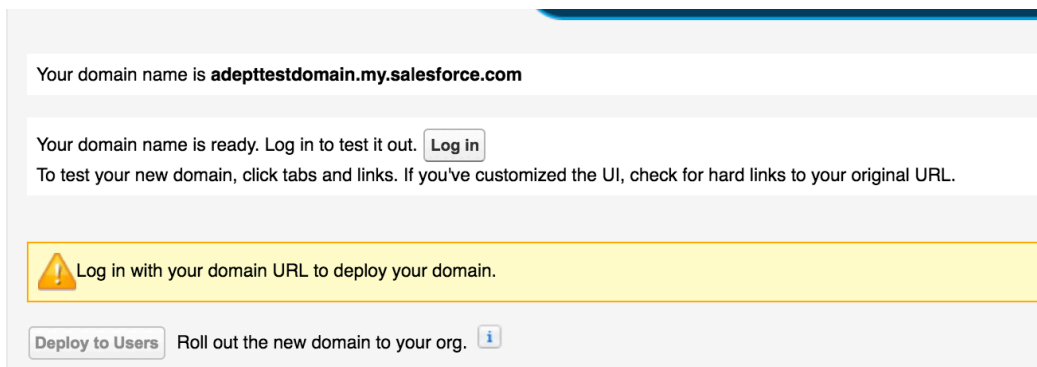 Your domain name is adepttestdomain.my.salesforce.com
Your domain name is ready. Log in to test it out. Log in
To test your new domain, click tabs and links. If you've customized the UI, check for hard links to your original URL.
Log in with your domain URL to deploy your domain.
Deploy to Users Roll out the new domain to your org. i